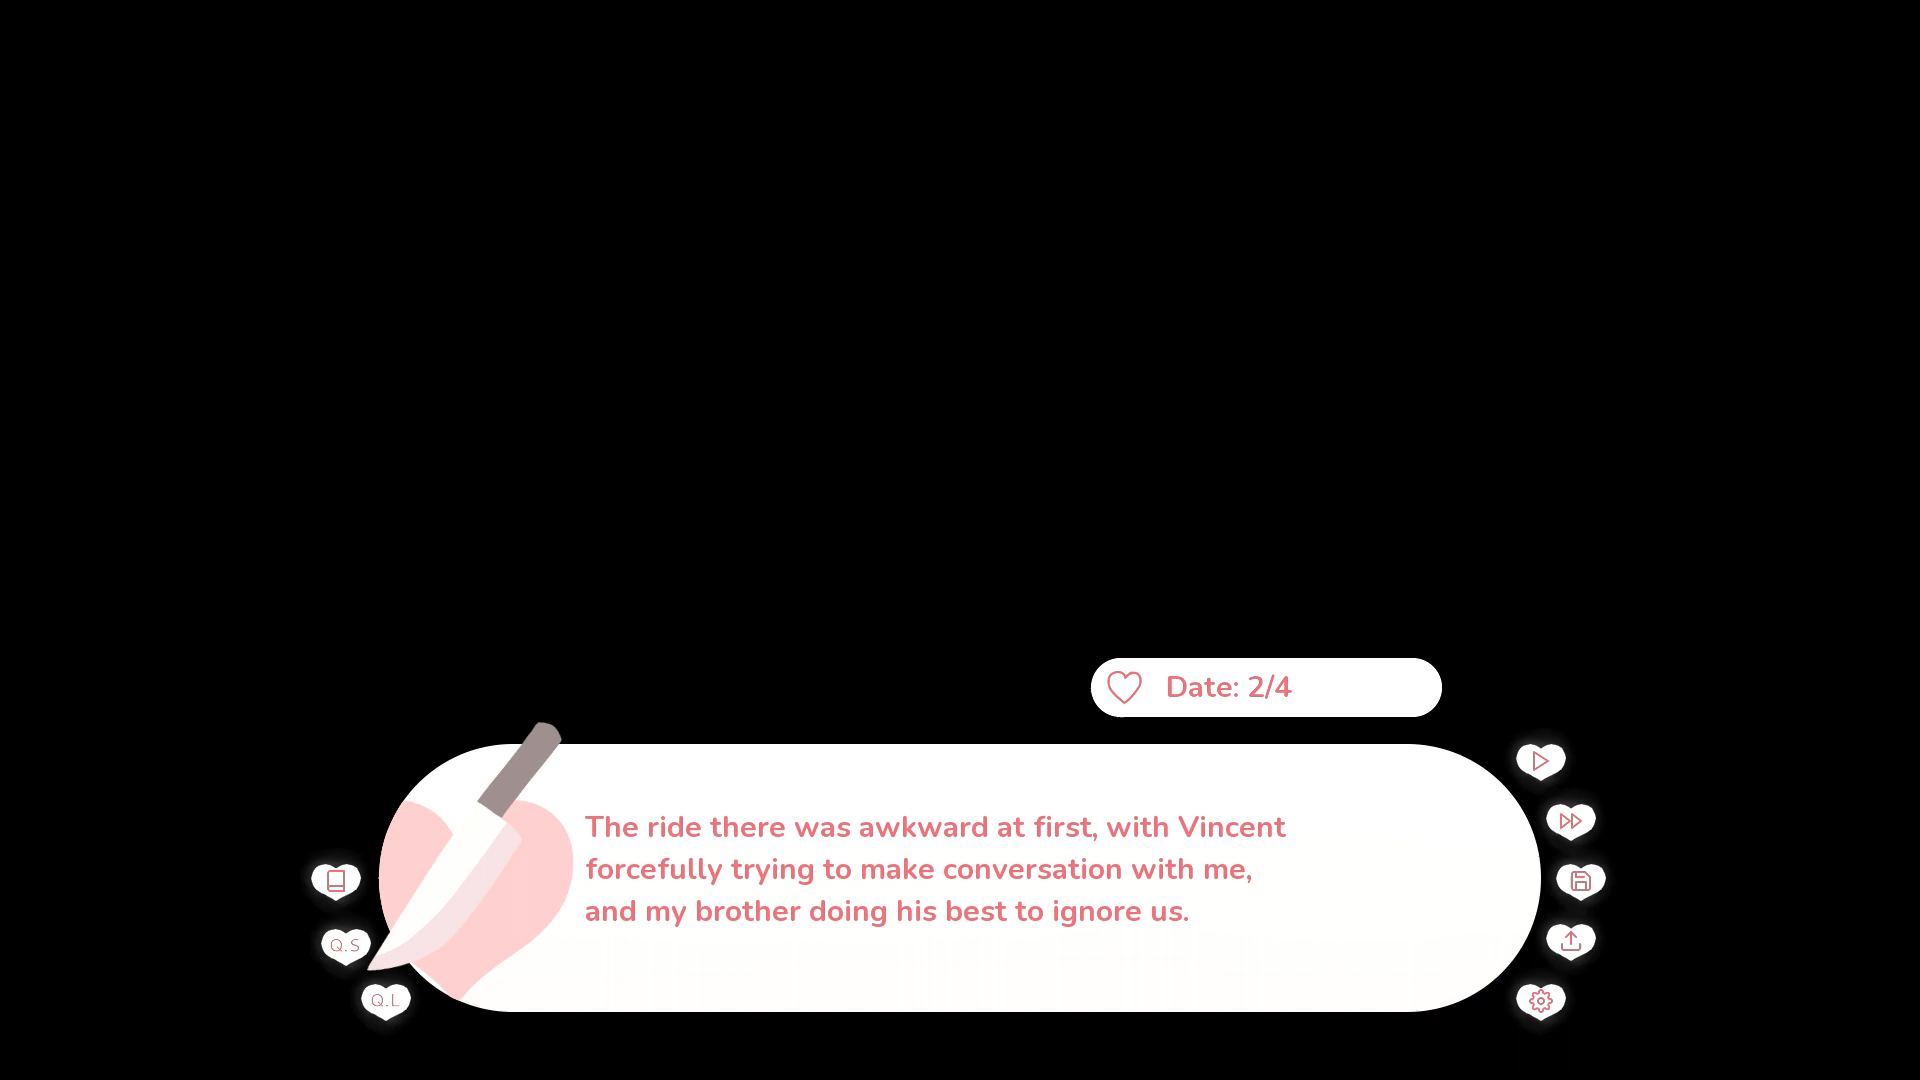 Date: 2/4
The ride there was awkward at first, with Vincent
forcefully trying to make conversation with me,
and my brother doing his best to ignore us.
Q.S
Q.L